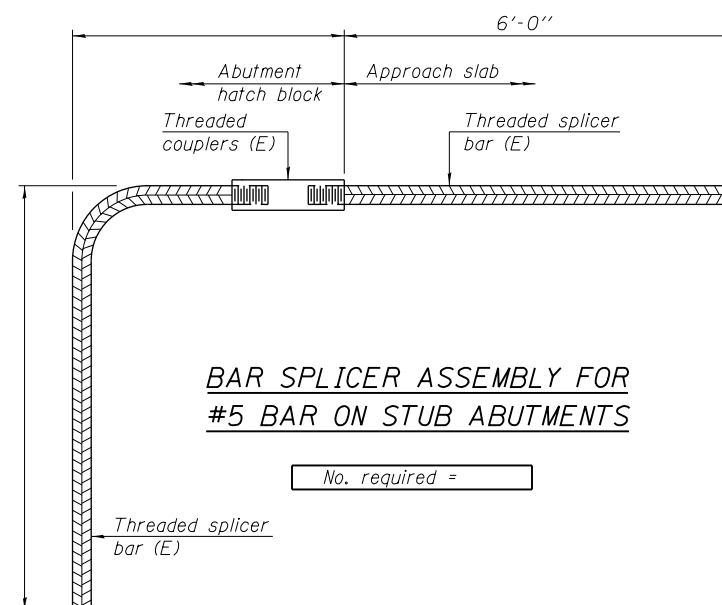 6'-0''
Abutment
hatch block
Approach slab
Threaded
couplers (E)
Threaded splicer
bar (E)
BAR SPLICER ASSEMBLY FOR
#5 BAR ON STUB ABUTMENTS
No. required =
Threaded splicer
bar (E)